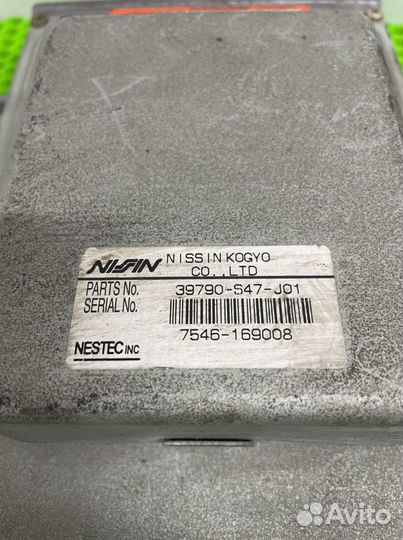 NISSIN NISSIN KOGYO
CO.,LTD
PARTS No. 39790-S47-J01
SERIAL No.
7546-169008
NESTEC INC
Avito